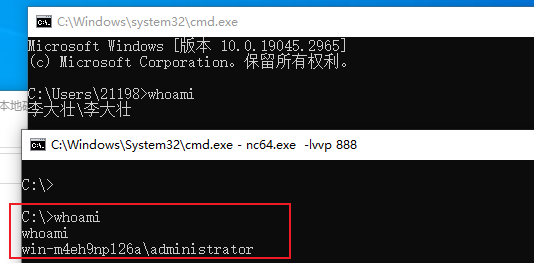 C:\Windows\system32\cmd.exe
Microsoft Windows [版本 10.0.19045.2965]
(c) Microsoft Corporation。保留所有权利。
C:\Users\21198>whoami
李大壮\李大壮
本地磁
C:\Windows\System32\cmd.exe - nc64.exe -lvvp 888
C:\>
C:\>whoami
whoami
win-m4eh9npl26a\administrator